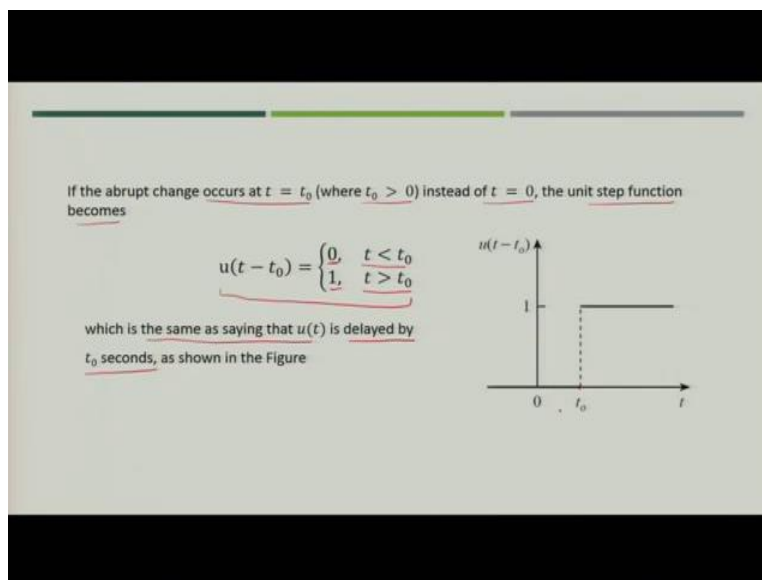 If the abrupt change occurs at t = t₀ (where t₀ > 0) instead of t = 0, the unit step function
becomes
u(t − t₀) = {0, t < t₀
1, t > t₀
which is the same as saying that u(t) is delayed by
t₀ seconds, as shown in the Figure
u(t−tₒ)
1
0 tₒ t